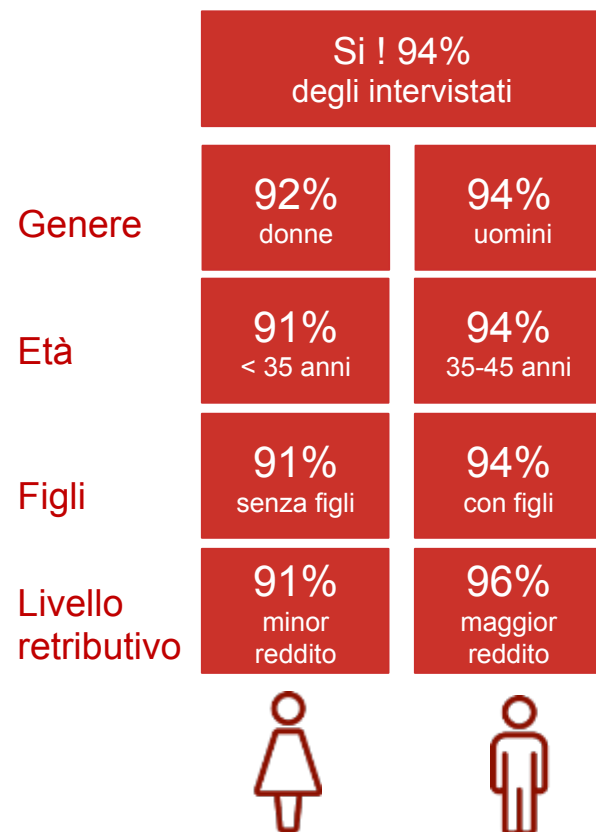 Si ! 94%
degli intervistati
Genere
92%
donne
94%
uomini
Età
91%
< 35 anni
94%
35-45 anni
Figli
91%
senza figli
94%
con figli
Livello
retributivo
91%
minor
reddito
96%
maggior
reddito